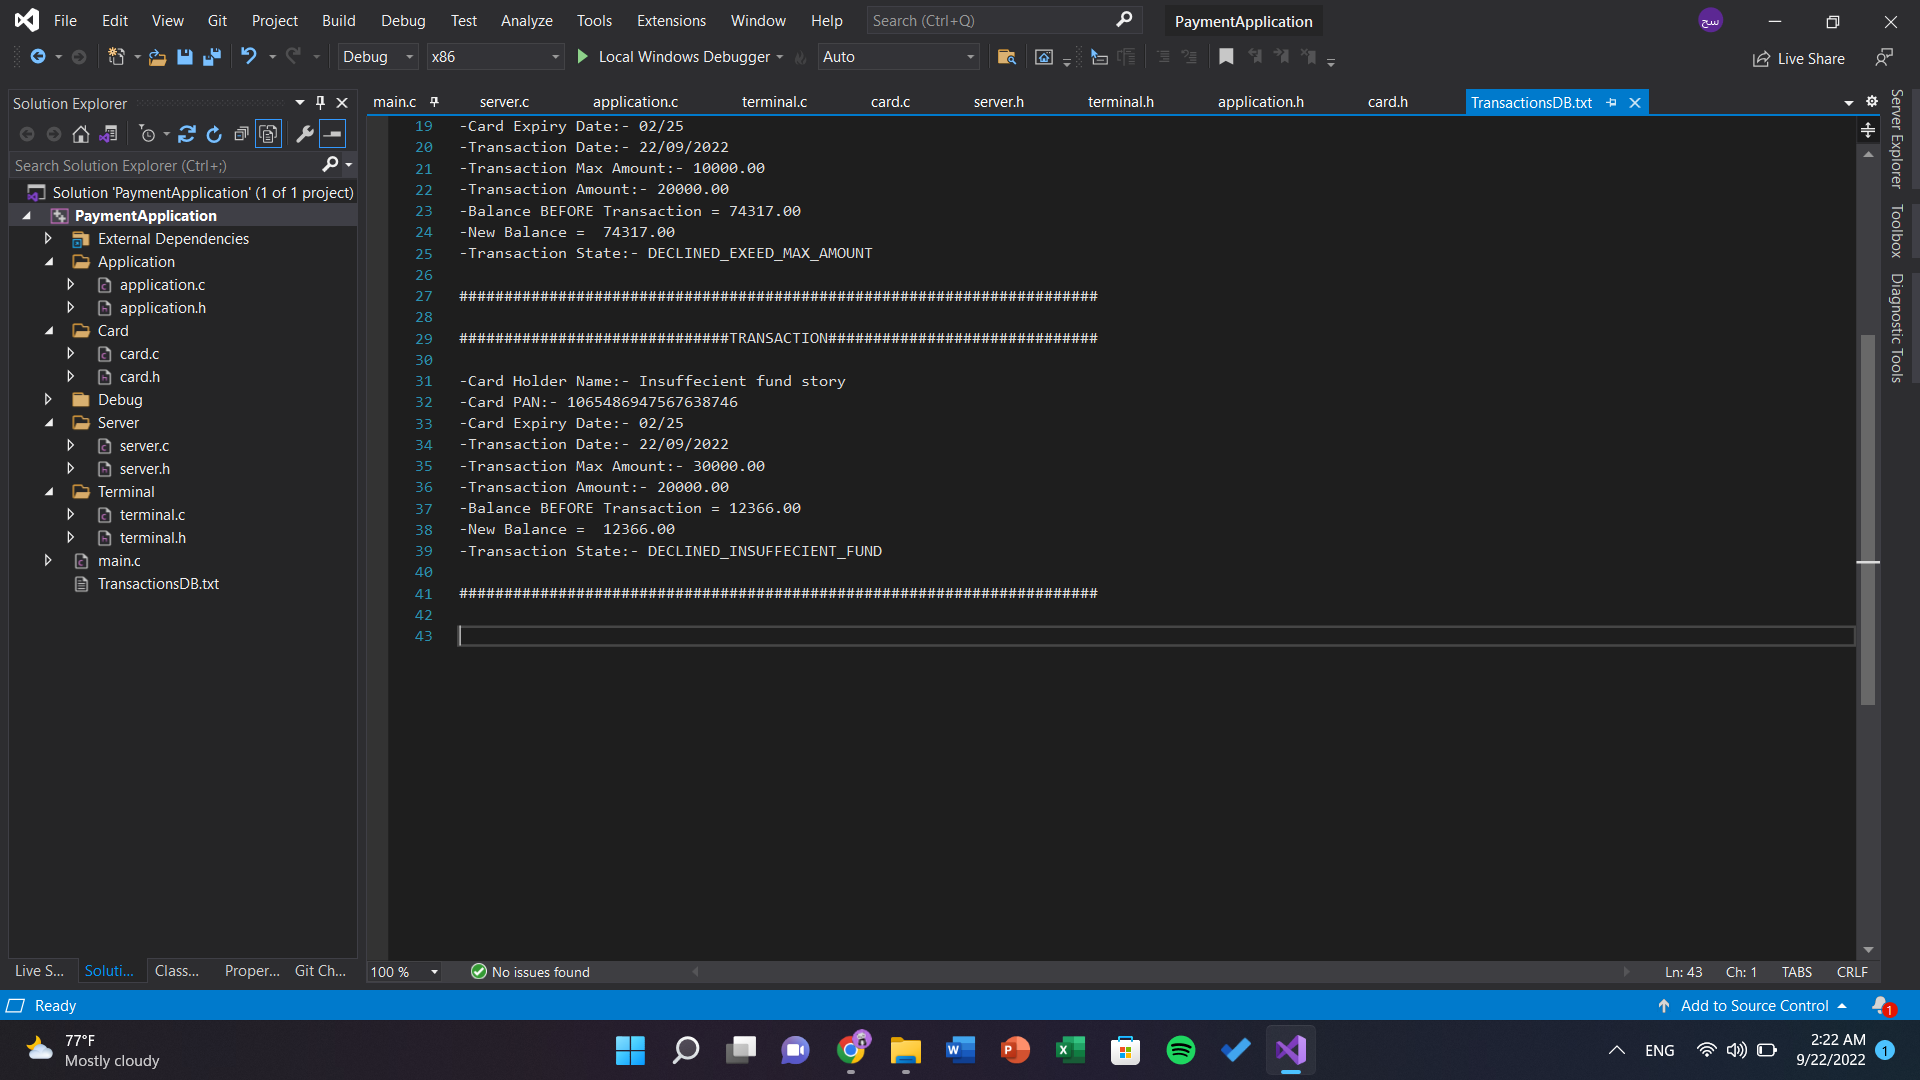 File Edit View Git Project Build Debug Test Analyze Tools Extensions Window Help Search (Ctrl+Q) PaymentApplication سح
Debug x86 Local Windows Debugger Auto Live Share
Solution Explorer
Search Solution Explorer (Ctrl+;)
Solution 'PaymentApplication' (1 of 1 project)
PaymentApplication
External Dependencies
Application
application.c
application.h
Card
card.c
card.h
Debug
Server
server.c
server.h
Terminal
terminal.c
terminal.h
main.c
TransactionsDB.txt
Live S... Soluti... Class... Proper... Git Ch...
main.c server.c application.c terminal.c card.c server.h terminal.h application.h card.h TransactionsDB.txt
19 -Card Expiry Date:- 02/25
20 -Transaction Date:- 22/09/2022
21 -Transaction Max Amount:- 10000.00
22 -Transaction Amount:- 20000.00
23 -Balance BEFORE Transaction = 74317.00
24 -New Balance =  74317.00
25 -Transaction State:- DECLINED_EXEED_MAX_AMOUNT
26
27 #######################################################################
28
29 ##############################TRANSACTION##############################
30
31 -Card Holder Name:- Insuffecient fund story
32 -Card PAN:- 1065486947567638746
33 -Card Expiry Date:- 02/25
34 -Transaction Date:- 22/09/2022
35 -Transaction Max Amount:- 30000.00
36 -Transaction Amount:- 20000.00
37 -Balance BEFORE Transaction = 12366.00
38 -New Balance =  12366.00
39 -Transaction State:- DECLINED_INSUFFECIENT_FUND
40
41 #######################################################################
42
43
Server Explorer
Toolbox
Diagnostic Tools
100 % No issues found Ln: 43 Ch: 1 TABS CRLF
Ready Add to Source Control 1
77°F
Mostly cloudy
W P X ENG
2:22 AM
9/22/2022 1